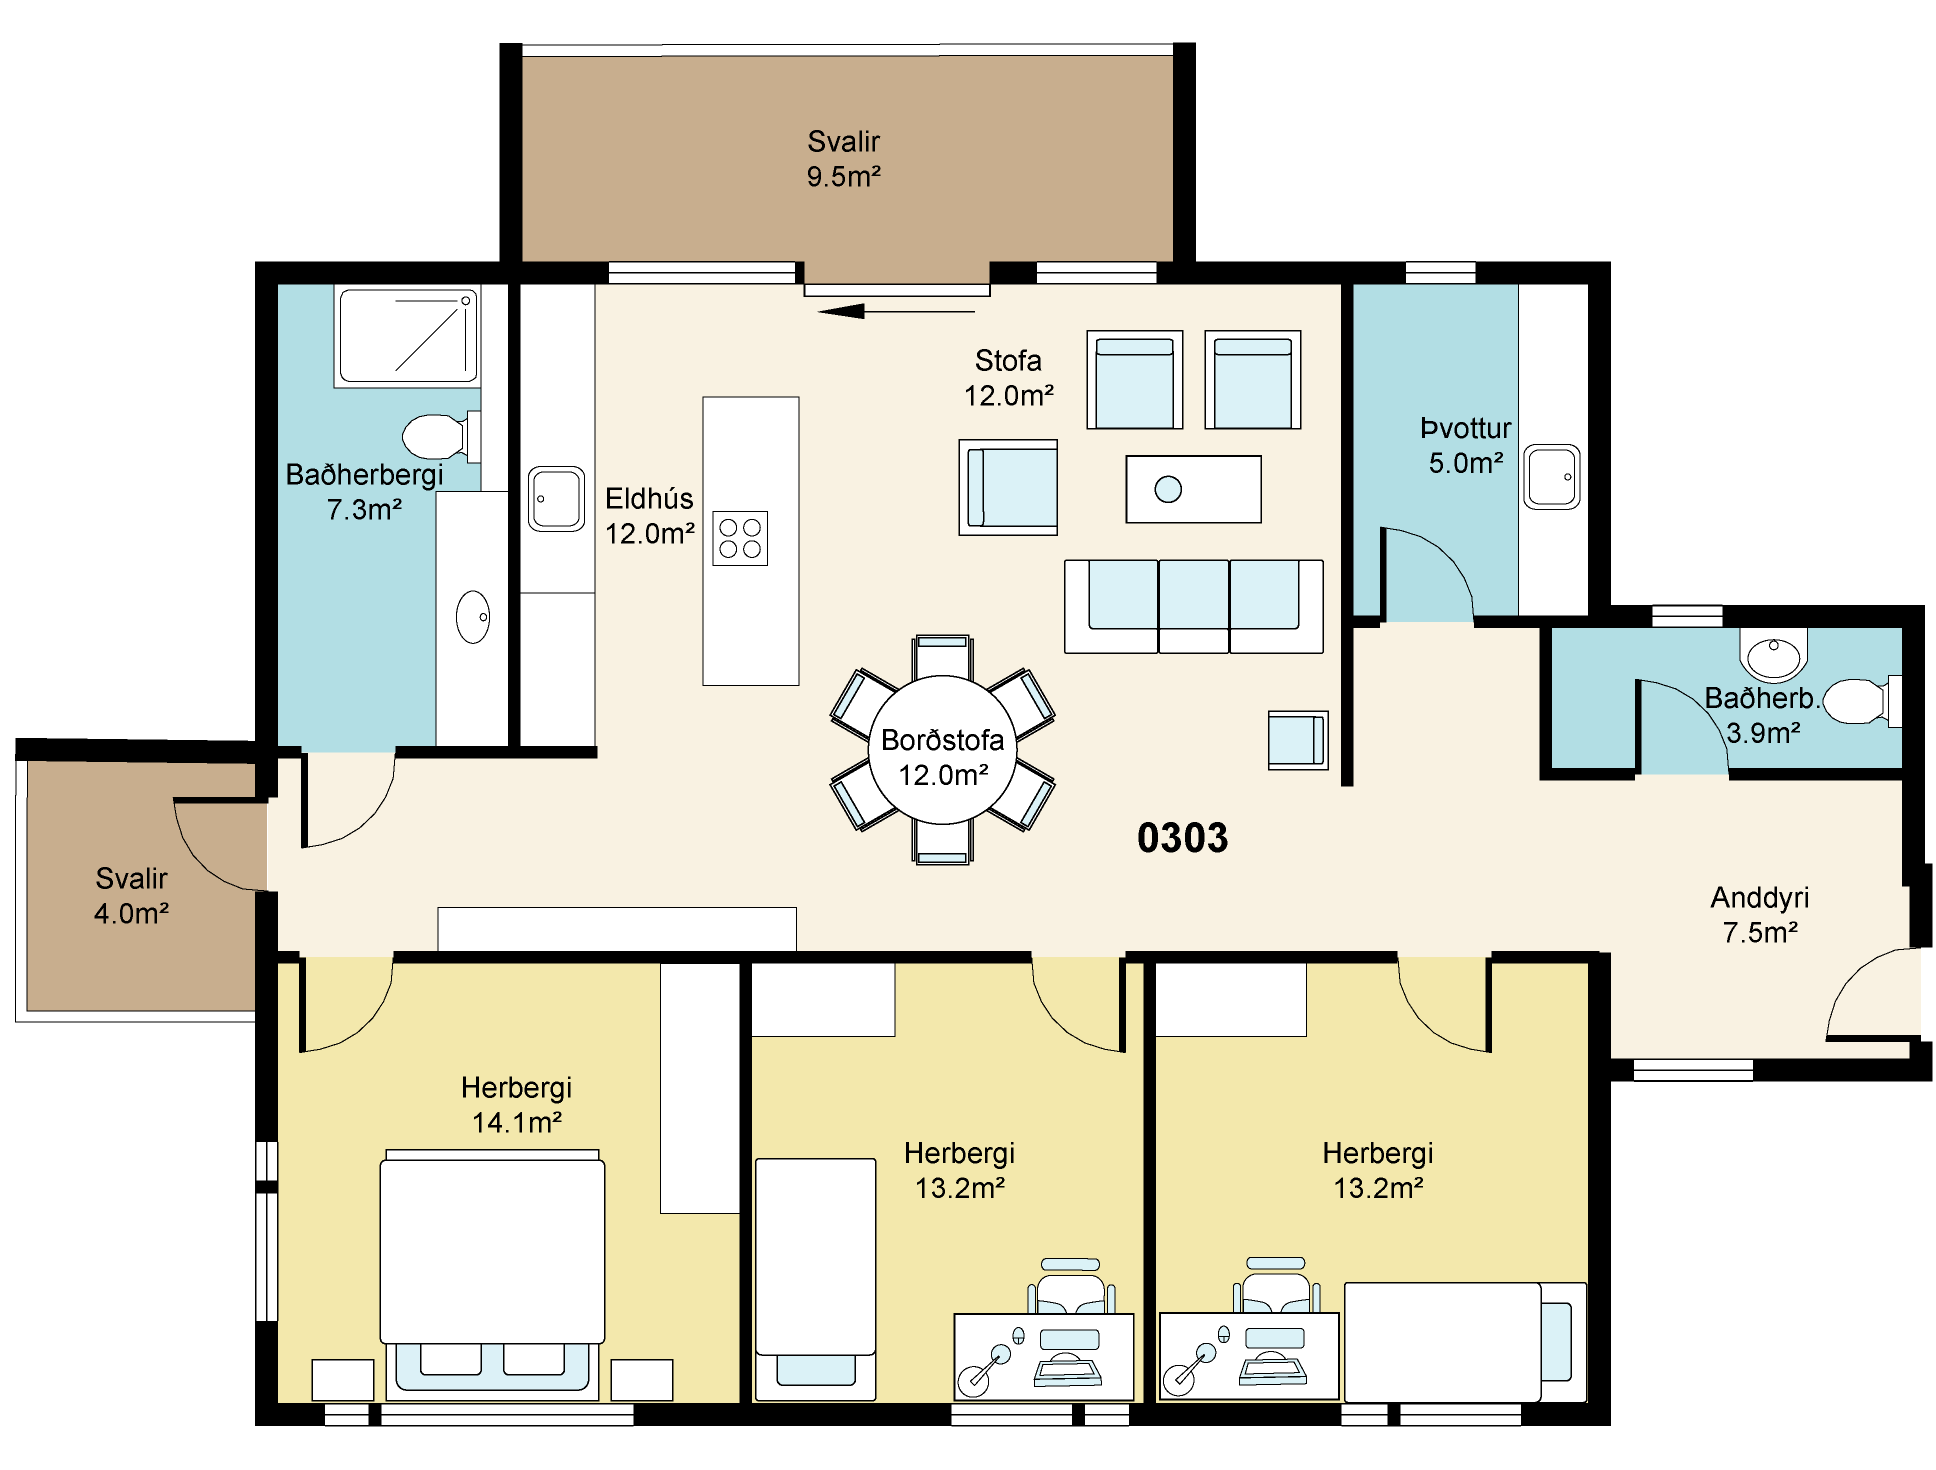 Svalir
9.5m²
Stofa
12.0m²
Þvottur
5.0m²
Baðherbergi
7.3m²
Eldhús
12.0m²
Baðherb.
3.9m²
Borðstofa
12.0m²
0303
Svalir
4.0m²
Anddyri
7.5m²
Herbergi
14.1m²
Herbergi
13.2m²
Herbergi
13.2m²